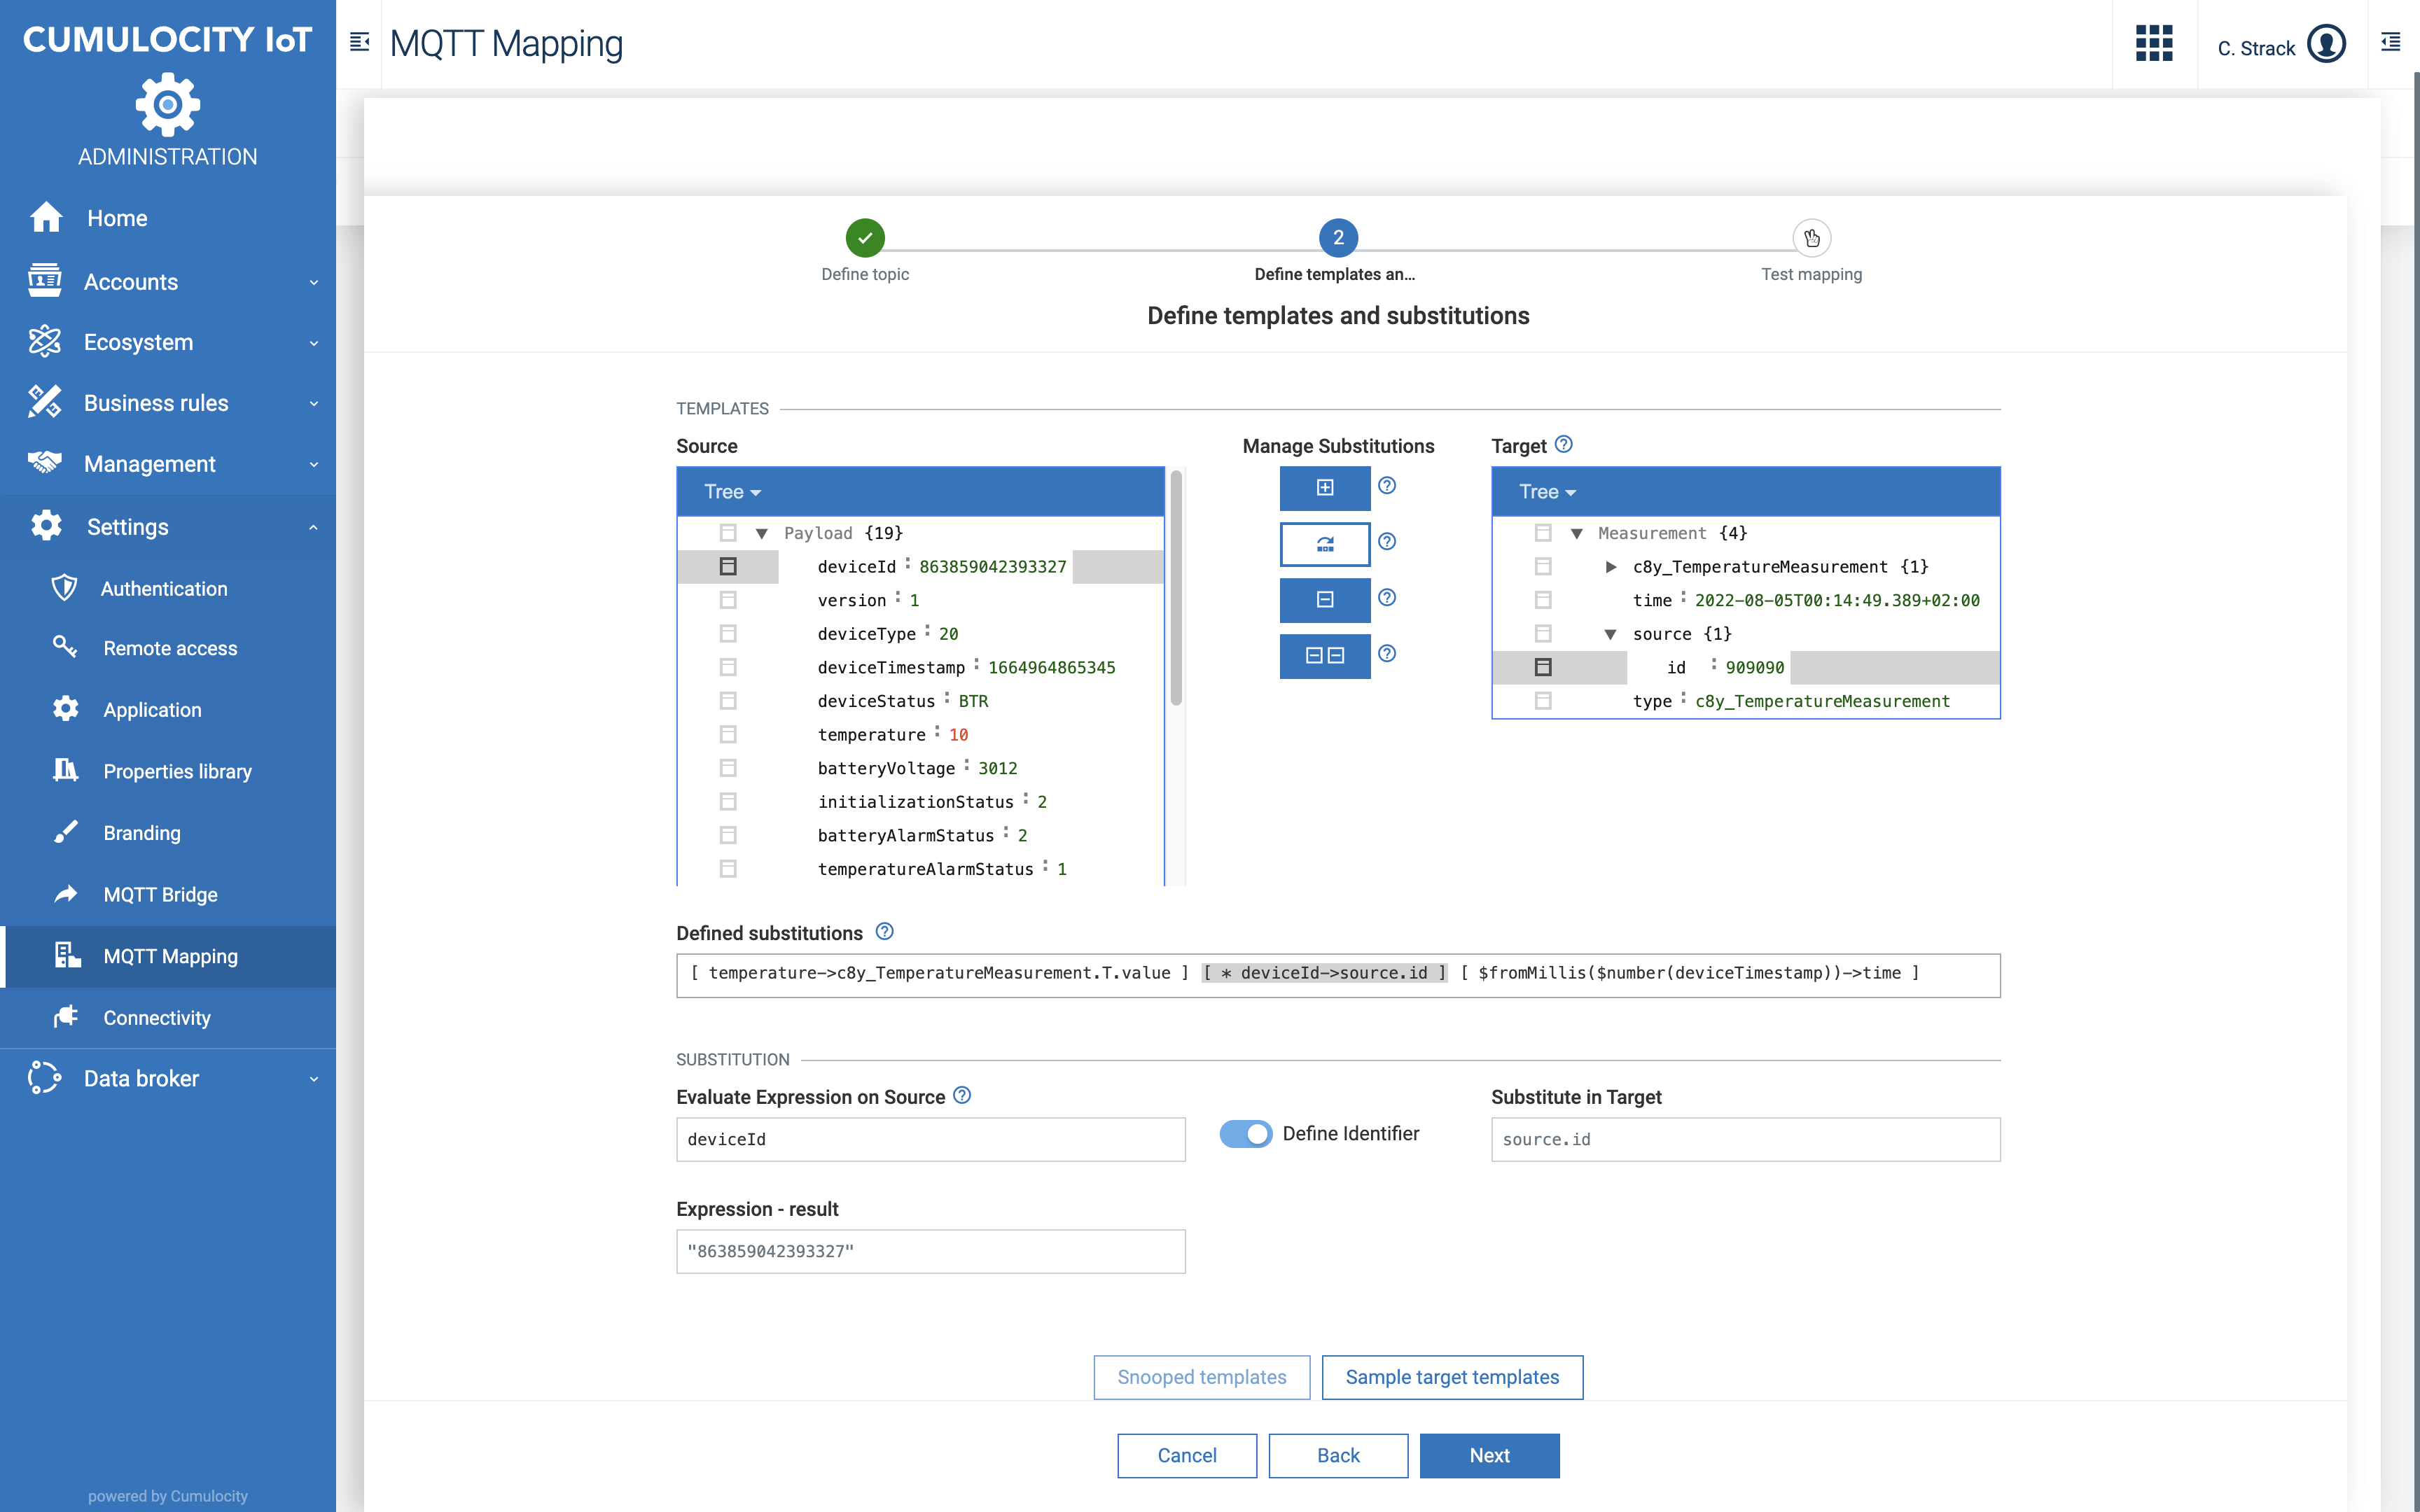 CUMULOCITY IoT
ADMINISTRATION
Home
Accounts
Ecosystem
Business rules
Management
Settings
Authentication
Remote access
Application
Properties library
Branding
MQTT Bridge
MQTT Mapping
Connectivity
Data broker
powered by Cumulocity
MQTT Mapping
C. Strack
2
Define topic
Define templates an...
Test mapping
Define templates and substitutions
TEMPLATES
Source
Tree
Payload {19}
deviceId : 863859042393327
version : 1
deviceType : 20
deviceTimestamp : 1664964865345
deviceStatus : BTR
temperature : 10
batteryVoltage : 3012
initializationStatus : 2
batteryAlarmStatus : 2
temperatureAlarmStatus : 1
Manage Substitutions
Target
Tree
Measurement {4}
c8y_TemperatureMeasurement {1}
time : 2022-08-05T00:14:49.389+02:00
source {1}
id : 909090
type : c8y_TemperatureMeasurement
Defined substitutions
[ temperature->c8y_TemperatureMeasurement.T.value ] [ * deviceId->source.id ] [ $fromMillis($number(deviceTimestamp))->time ]
SUBSTITUTION
Evaluate Expression on Source
deviceId
Define Identifier
Substitute in Target
source.id
Expression - result
"863859042393327"
Snooped templates
Sample target templates
Cancel
Back
Next